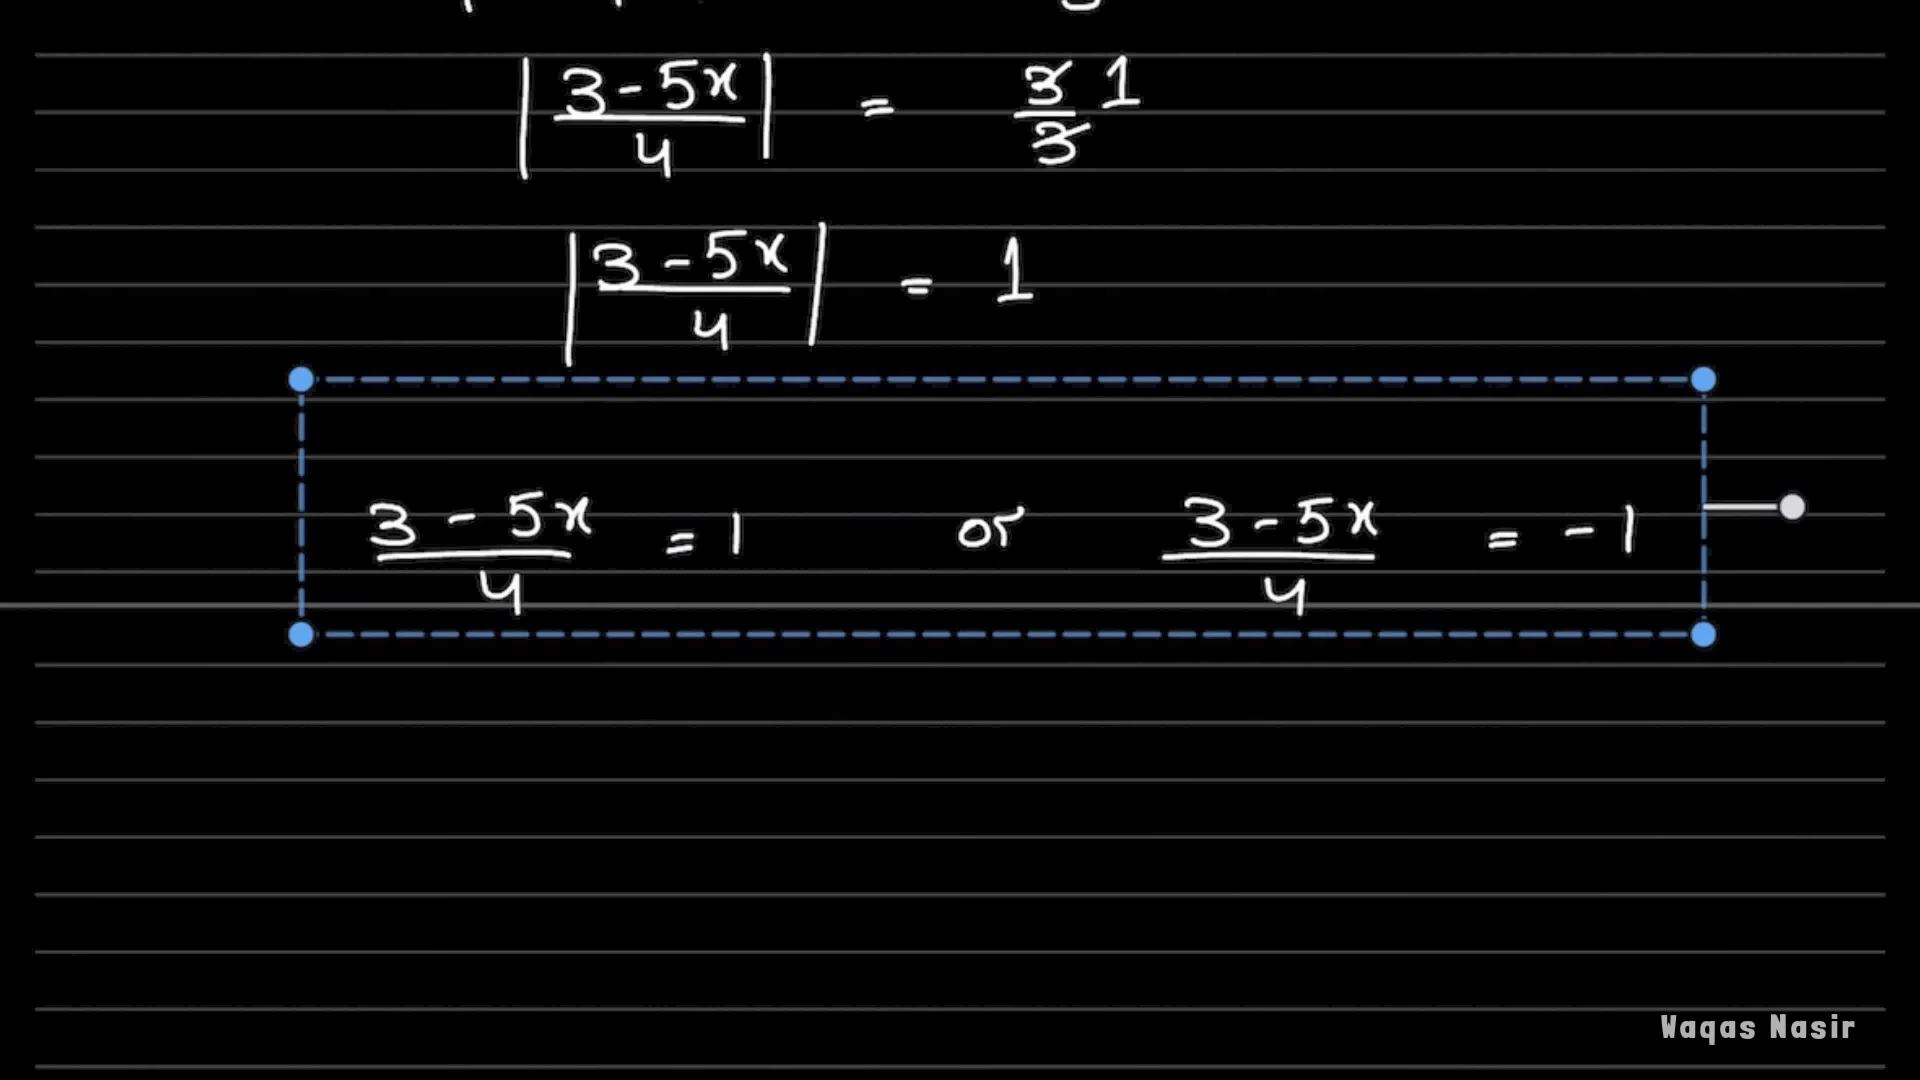 |3 - 5x / 4| = 3/3 1
|3 - 5x / 4| = 1
3 - 5x / 4 = 1 or 3 - 5x / 4 = - 1
Waqas Nasir